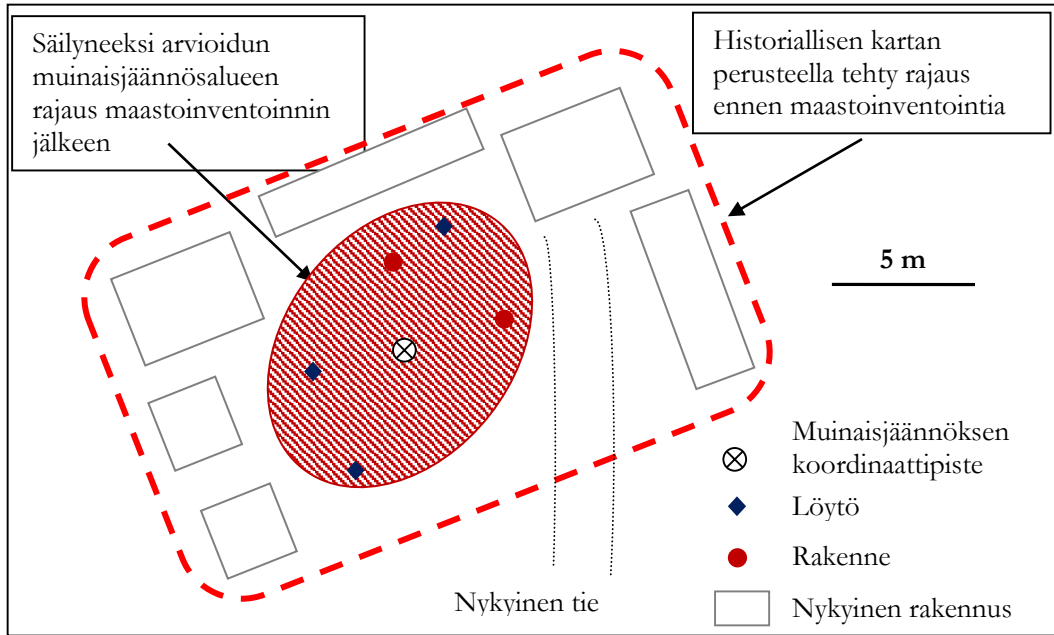 Säilyneeksi arvioidun
muinaisjäännösalueen
rajaus maastoinventoinnin
jälkeen
Historiallisen kartan
perusteella tehty rajaus
ennen maastoinventointia
5 m
Muinaisjäännöksen
koordinaattipiste
Löytö
Rakenne
Nykyinen rakennus
Nykyinen tie